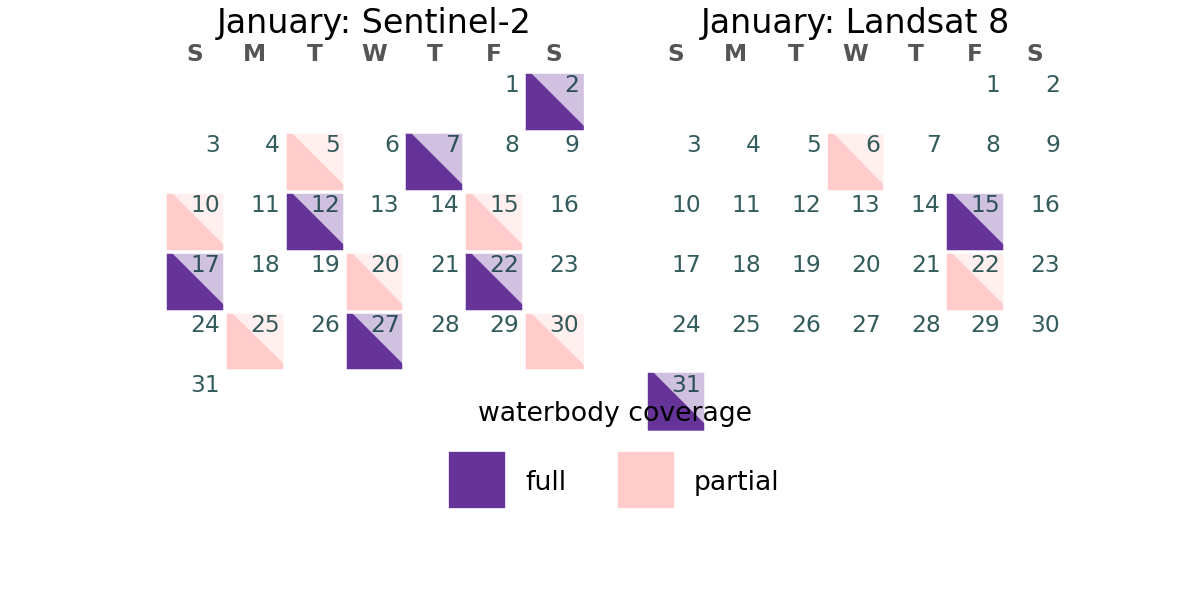 January: Sentinel-2
S M T W T F S
1 2
3 4 5 6 7 8 9
10 11 12 13 14 15 16
17 18 19 20 21 22 23
24 25 26 27 28 29 30
31
January: Landsat 8
S M T W T F S
1 2
3 4 5 6 7 8 9
10 11 12 13 14 15 16
17 18 19 20 21 22 23
24 25 26 27 28 29 30
31
waterbody coverage
full partial